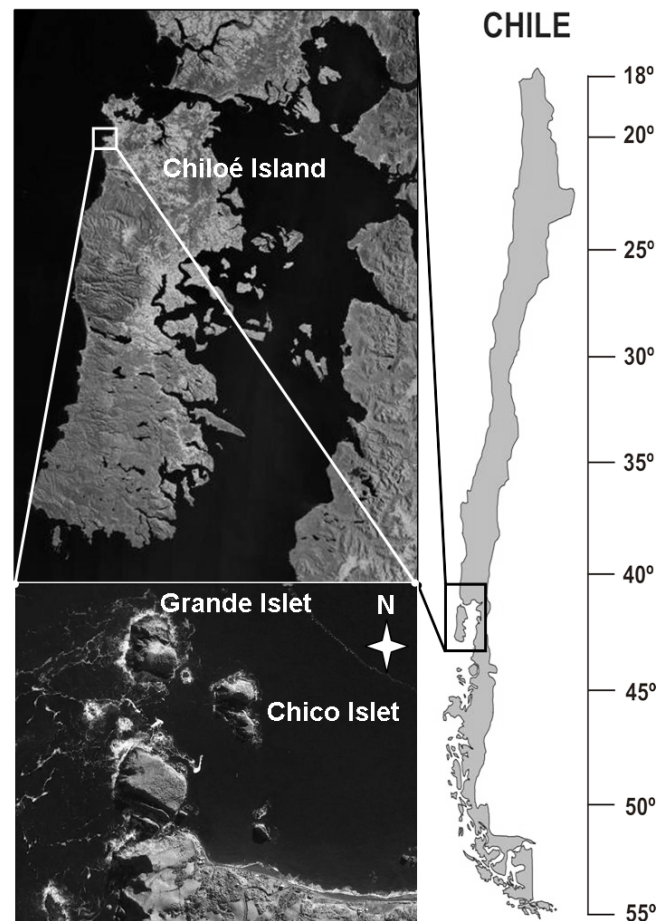 CHILE
Chiloé Island
18º
20º
25º
30º
35º
40º
45º
50º
55º
Grande Islet
N
Chico Islet